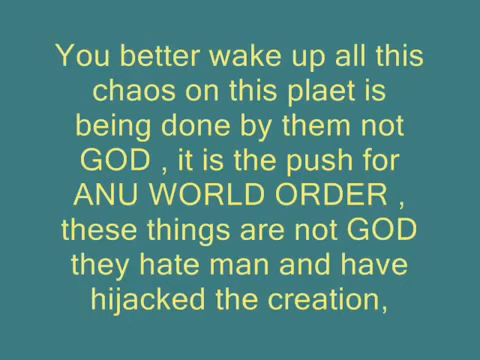 You better wake up all this
chaos on this plaet is
being done by them not
GOD , it is the push for
ANU WORLD ORDER ,
these things are not GOD
they hate man and have
hijacked the creation,